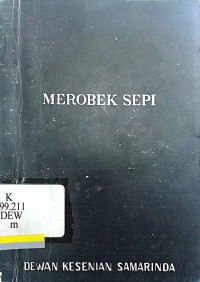 MEROBEK SEPI
K
99.211
DEW
m
DEWAN KESENIAN SAMARINDA